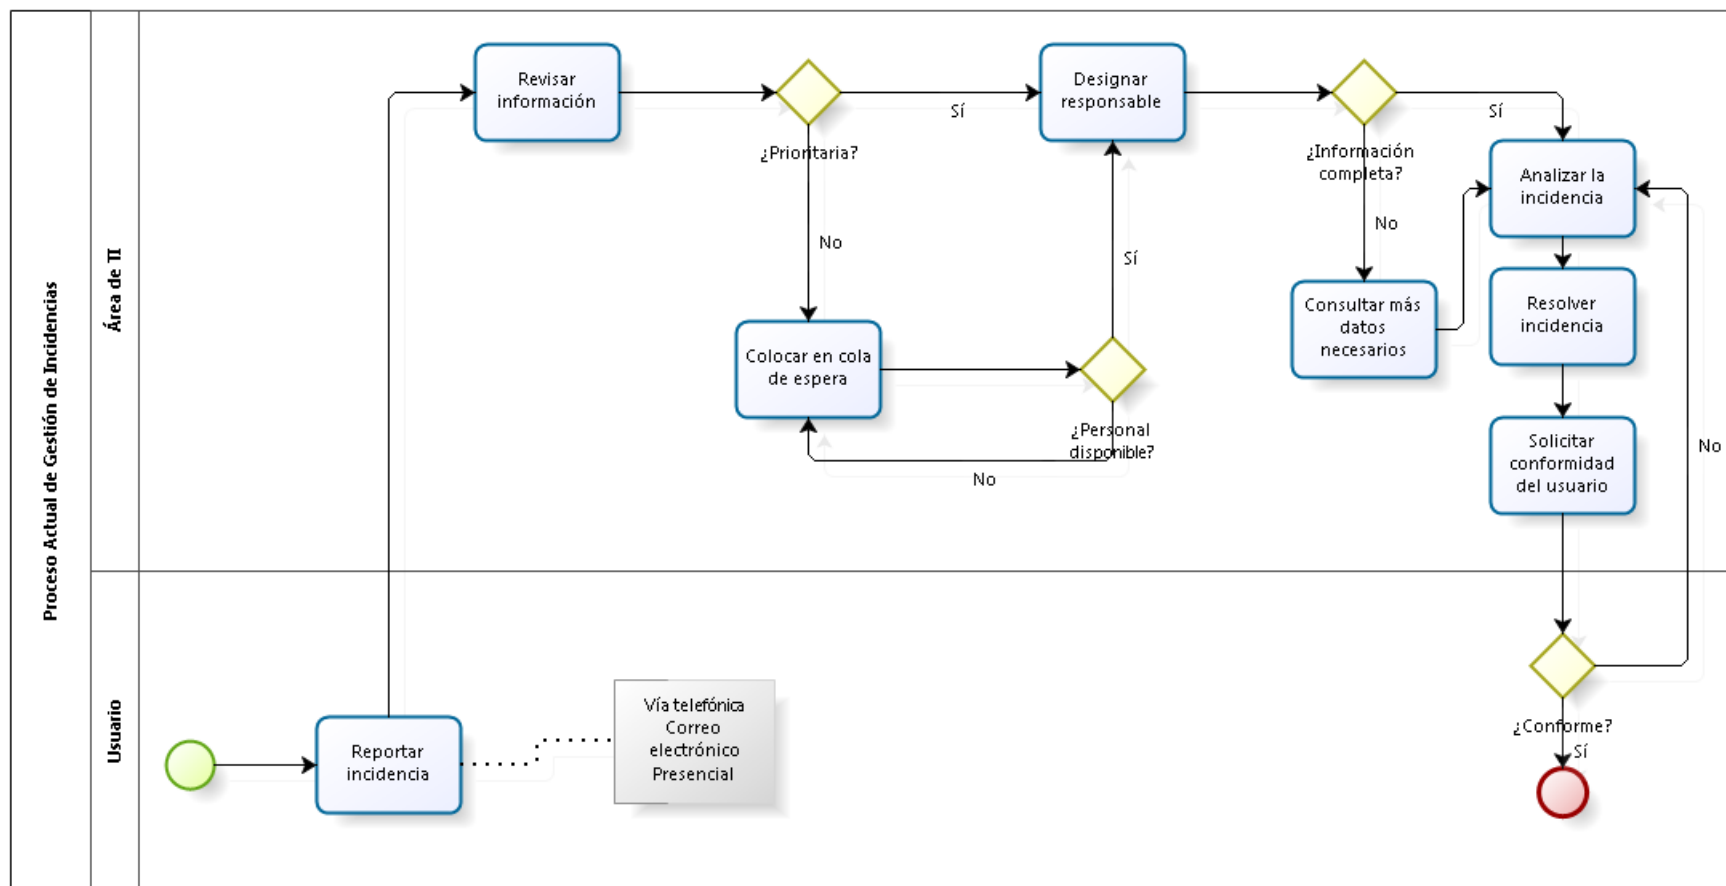 Proceso Actual de Gestión de Incidencias
Área de TI
Revisar
información
¿Prioritaria?
Sí
No
Designar
responsable
Colocar en cola
de espera
¿Personal
disponible?
Sí
No
¿Información
completa?
Sí
No
Consultar más
datos
necesarios
Analizar la
incidencia
Resolver
incidencia
Solicitar
conformidad
del usuario
No
Usuario
Reportar
incidencia
Vía telefónica
Correo
electrónico
Presencial
¿Conforme?
Sí